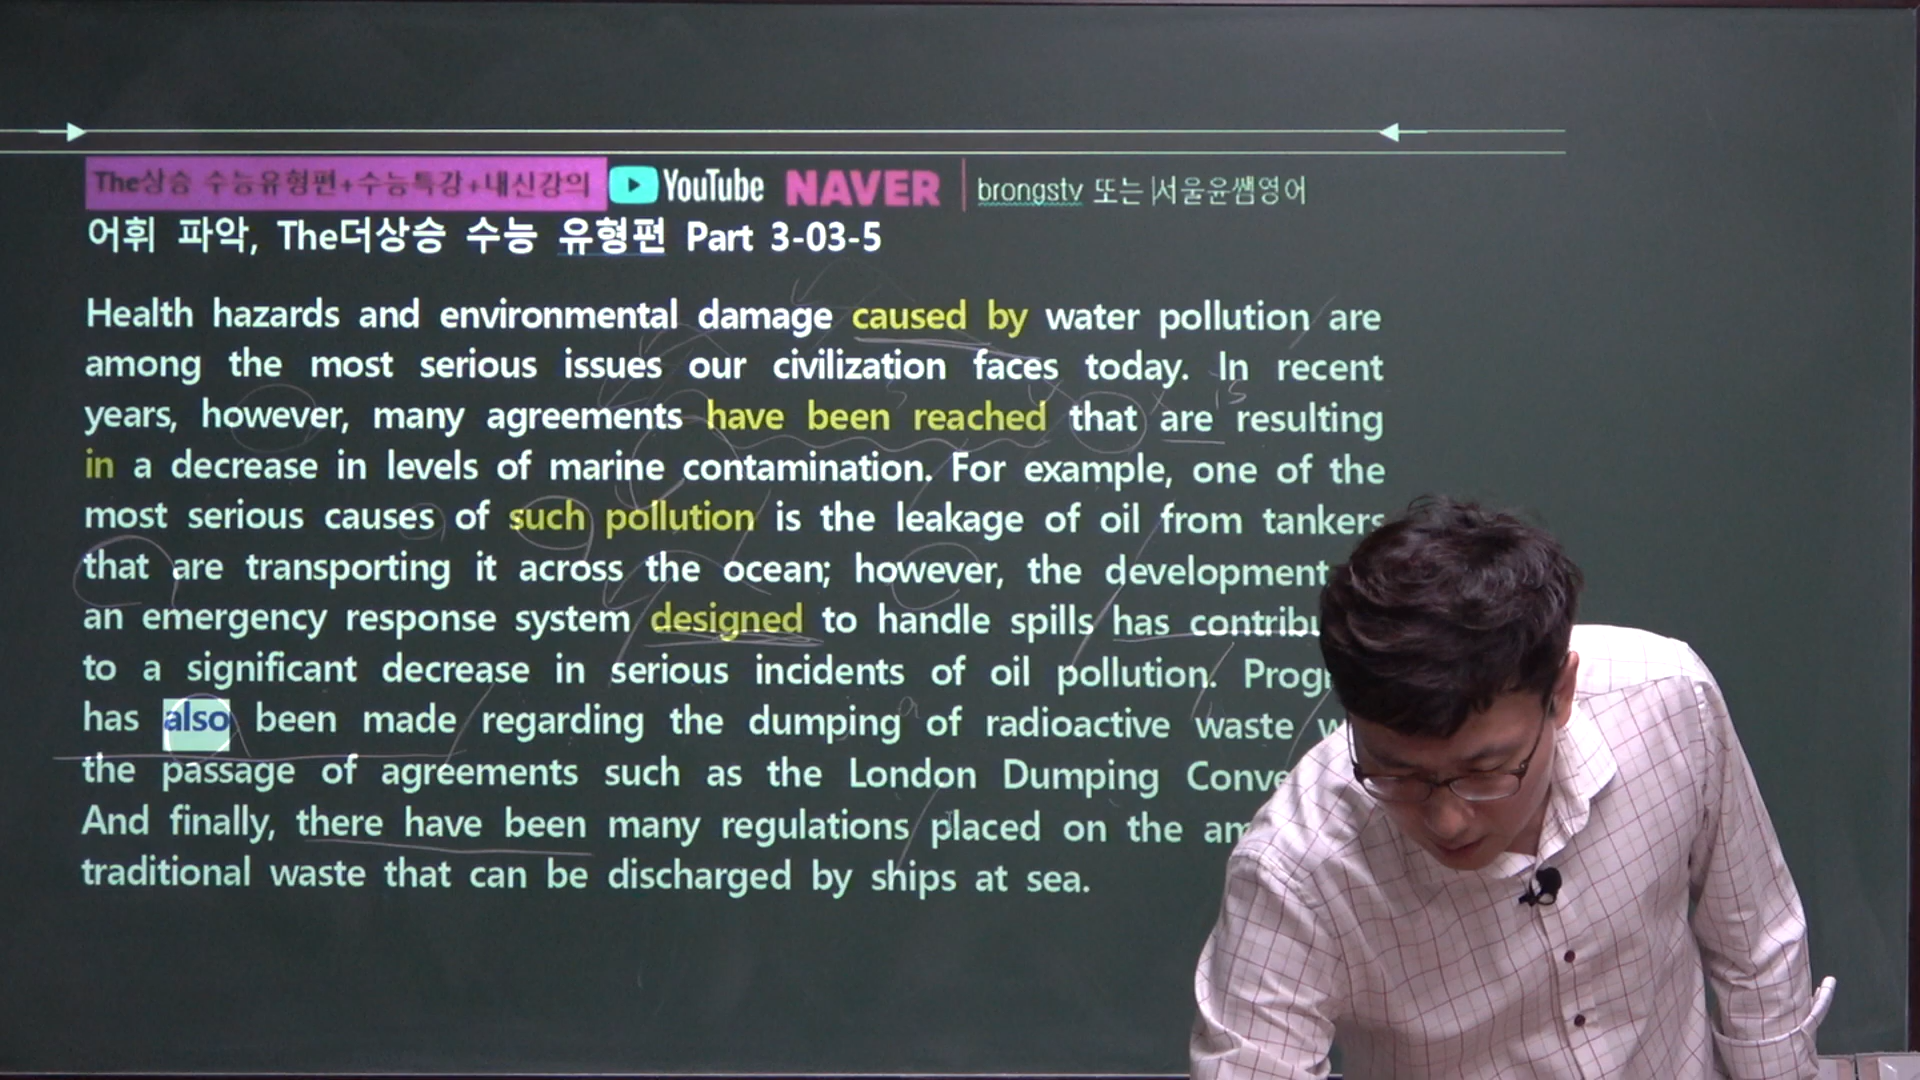 The상승 수능유형편+수능특강+내신강의 YouTube NAVER brongstv 또는 서울윤쌤영어
어휘 파악, The더상승 수능 유형편 Part 3-03-5
Health hazards and environmental damage caused by water pollution are
among the most serious issues our civilization faces today. In recent
years, however, many agreements have been reached that are resulting
in a decrease in levels of marine contamination. For example, one of the
most serious causes of such pollution is the leakage of oil from tankers
that are transporting it across the ocean; however, the development
an emergency response system designed to handle spills has contribu
to a significant decrease in serious incidents of oil pollution. Prog
has also been made regarding the dumping of radioactive waste w
the passage of agreements such as the London Dumping Conve
And finally, there have been many regulations placed on the am
traditional waste that can be discharged by ships at sea.
is